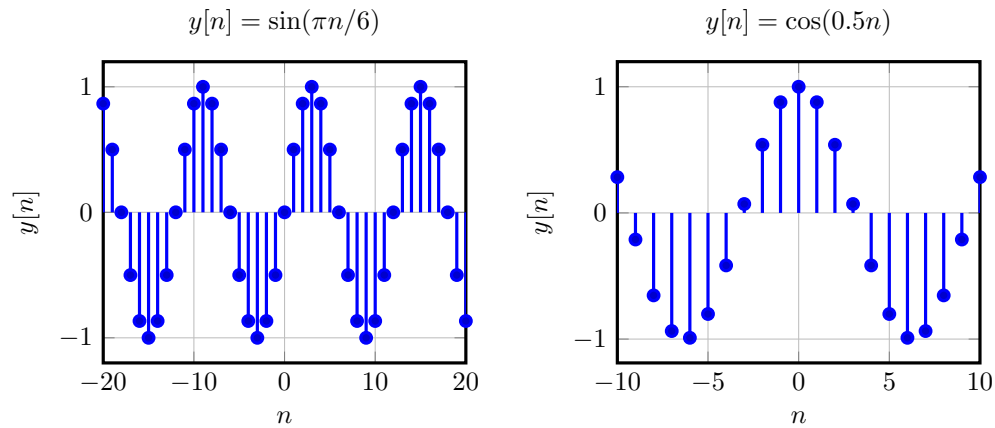 y[n] = sin(πn/6)
y[n]
1
0
−1
−20 −10 0 10 20
n
y[n] = cos(0.5n)
y[n]
1
0
−1
−10 −5 0 5 10
n